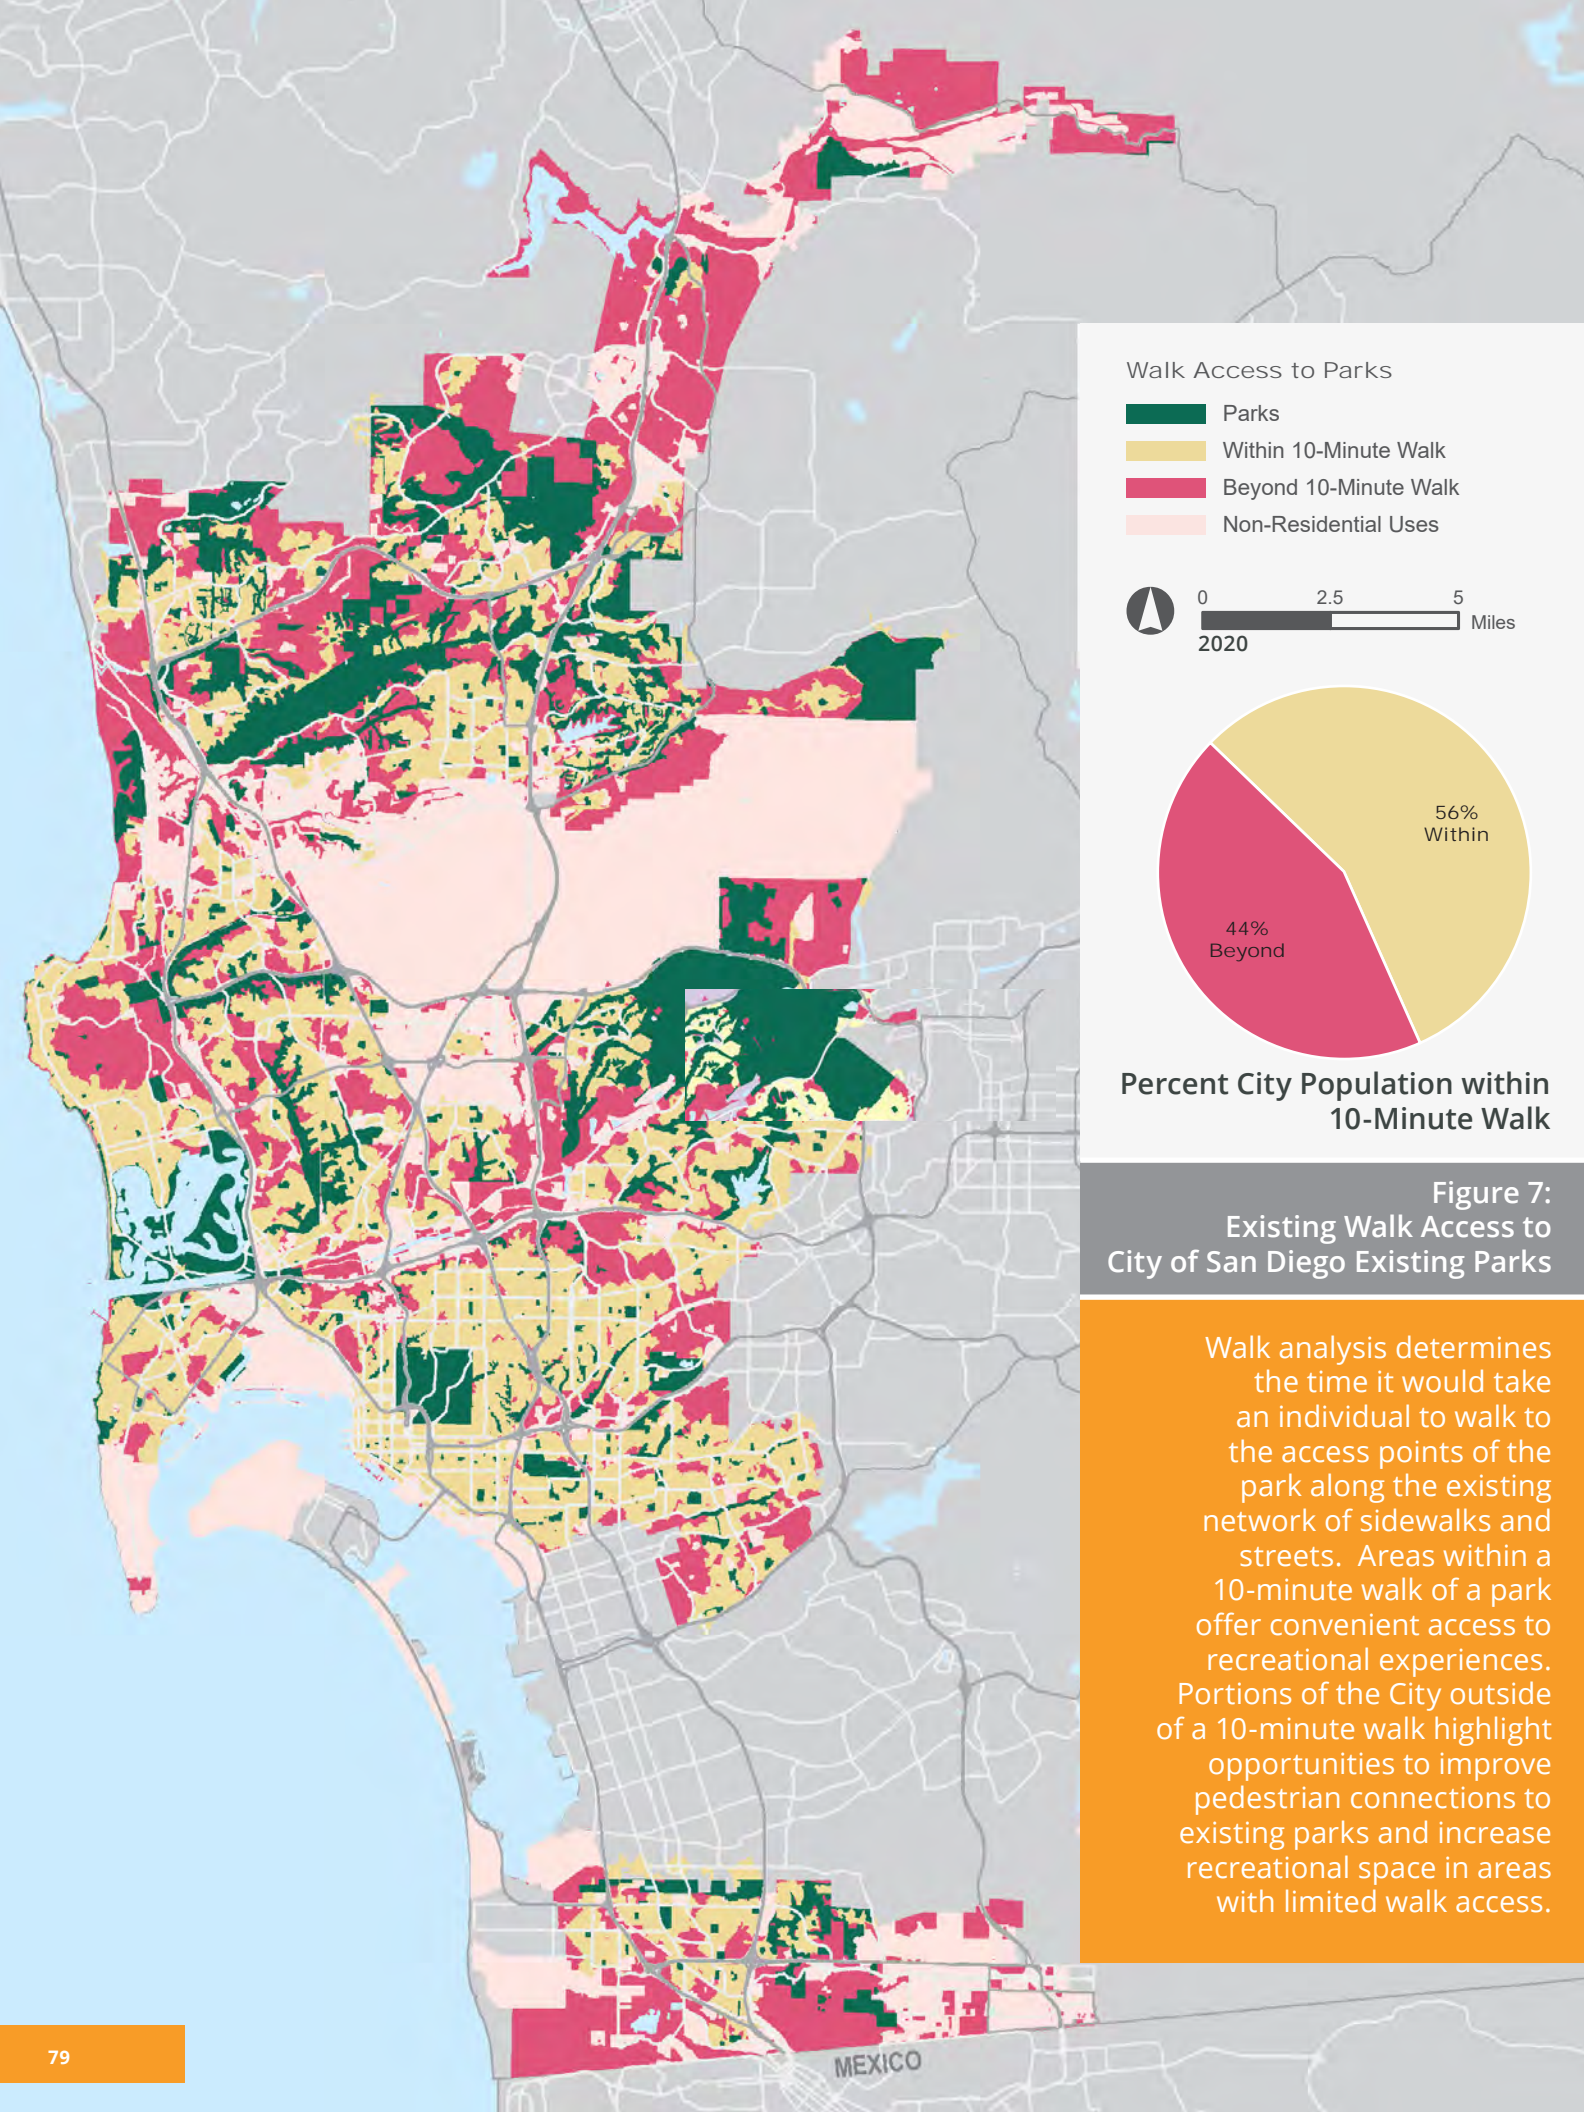 Walk Access to Parks
Parks
Within 10-Minute Walk
Beyond 10-Minute Walk
Non-Residential Uses
0 2.5 5
Miles
2020
56%
Within
44%
Beyond
Percent City Population within
10-Minute Walk
Figure 7:
Existing Walk Access to
City of San Diego Existing Parks
Walk analysis determines
the time it would take
an individual to walk to
the access points of the
park along the existing
network of sidewalks and
streets.  Areas within a
10-minute walk of a park
offer convenient access to
recreational experiences.
Portions of the City outside
of a 10-minute walk highlight
opportunities to improve
pedestrian connections to
existing parks and increase
recreational space in areas
with limited walk access.
MEXICO
79